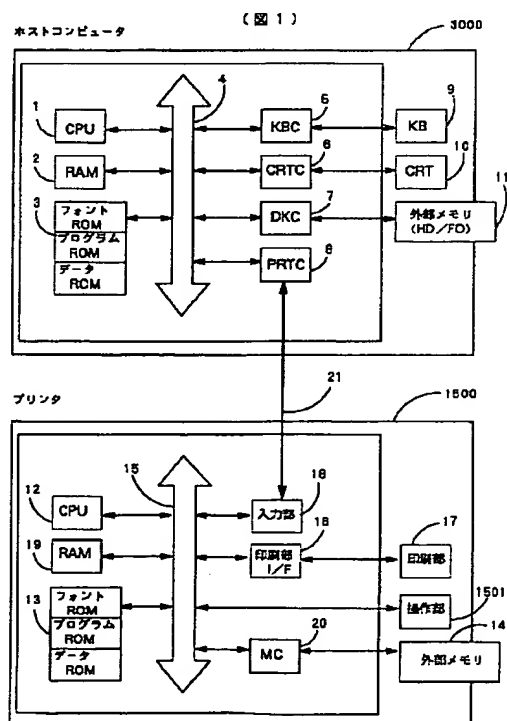 (図1)
ホストコンピュータ
3000
4
1
CPU
5
KBC
9
KB
2
RAM
6
CRTC
10
CRT
3
フォント
ROM
プログラム
ROM
データ
ROM
7
DKC
11
外部メモリ
(HD/FD)
8
PRTC
21
プリンタ
1500
15
12
CPU
18
入力部
19
RAM
16
印刷部
I/F
17
印刷部
13
フォント
ROM
プログラム
ROM
データ
ROM
操作部
1501
20
MC
14
外部メモリ